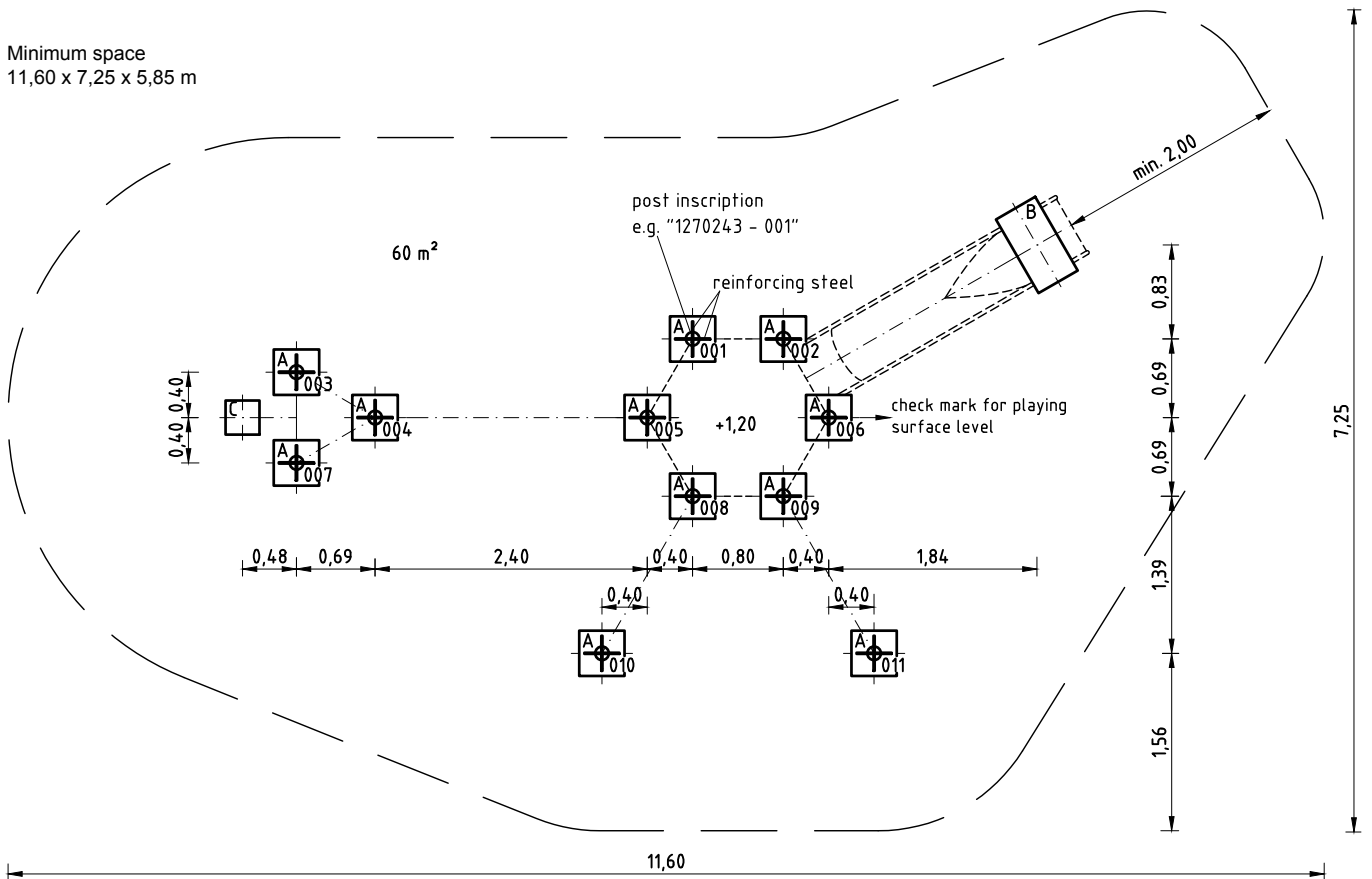 Minimum space
11,60 x 7,25 x 5,85 m
min. 2,00
post inscription
e.g. "1270243 - 001"
60 m²
reinforcing steel
B
A
001
A
002
A
003
C
A
004
A
005
+1,20
A
006
check mark for playing
surface level
A
007
A
008
A
009
0,40
0,40
0,83
0,69
0,69
1,39
1,56
7,25
0,48
0,69
2,40
0,40
0,80
0,40
1,84
0,40
0,40
A
010
A
011
11,60